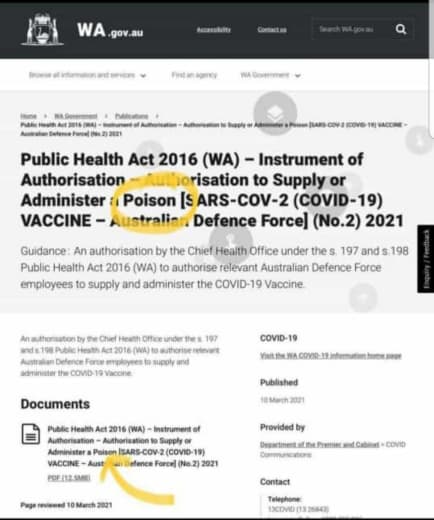 WA.gov.au
Accessibility
Contact us
Search WA.gov.au
Browse all information and services
Find an agency
WA Government
Home > WA Government > Publications >
Public Health Act 2016 (WA) – Instrument of Authorisation – Authorisation to Supply or Administer a Poison [SARS-COV-2 (COVID-19) VACCINE –
Australian Defence Force] (No.2) 2021
Public Health Act 2016 (WA) – Instrument of
Authorisation – Authorisation to Supply or
Administer a Poison [SARS-COV-2 (COVID-19)
VACCINE – Australian Defence Force] (No.2) 2021
Guidance: An authorisation by the Chief Health Office under the s. 197 and s.198
Public Health Act 2016 (WA) to authorise relevant Australian Defence Force
employees to supply and administer the COVID-19 Vaccine.
Enquiry / Feedback
An authorisation by the Chief Health Office under the s. 197
and s.198 Public Health Act 2016 (WA) to authorise relevant
Australian Defence Force employees to supply and
administer the COVID-19 Vaccine.
Documents
Public Health Act 2016 (WA) – Instrument of
Authorisation – Authorisation to Supply or
Administer a Poison [SARS-COV-2 (COVID-19)
VACCINE – Australian Defence Force] (No.2) 2021
PDF (12.5MB)
Page reviewed 10 March 2021
COVID-19
Visit the WA COVID-19 information home page
Published
10 March 2021
Provided by
Department of the Premier and Cabinet > COVID
Communications
Contact
Telephone:
13COVID (13 26843)